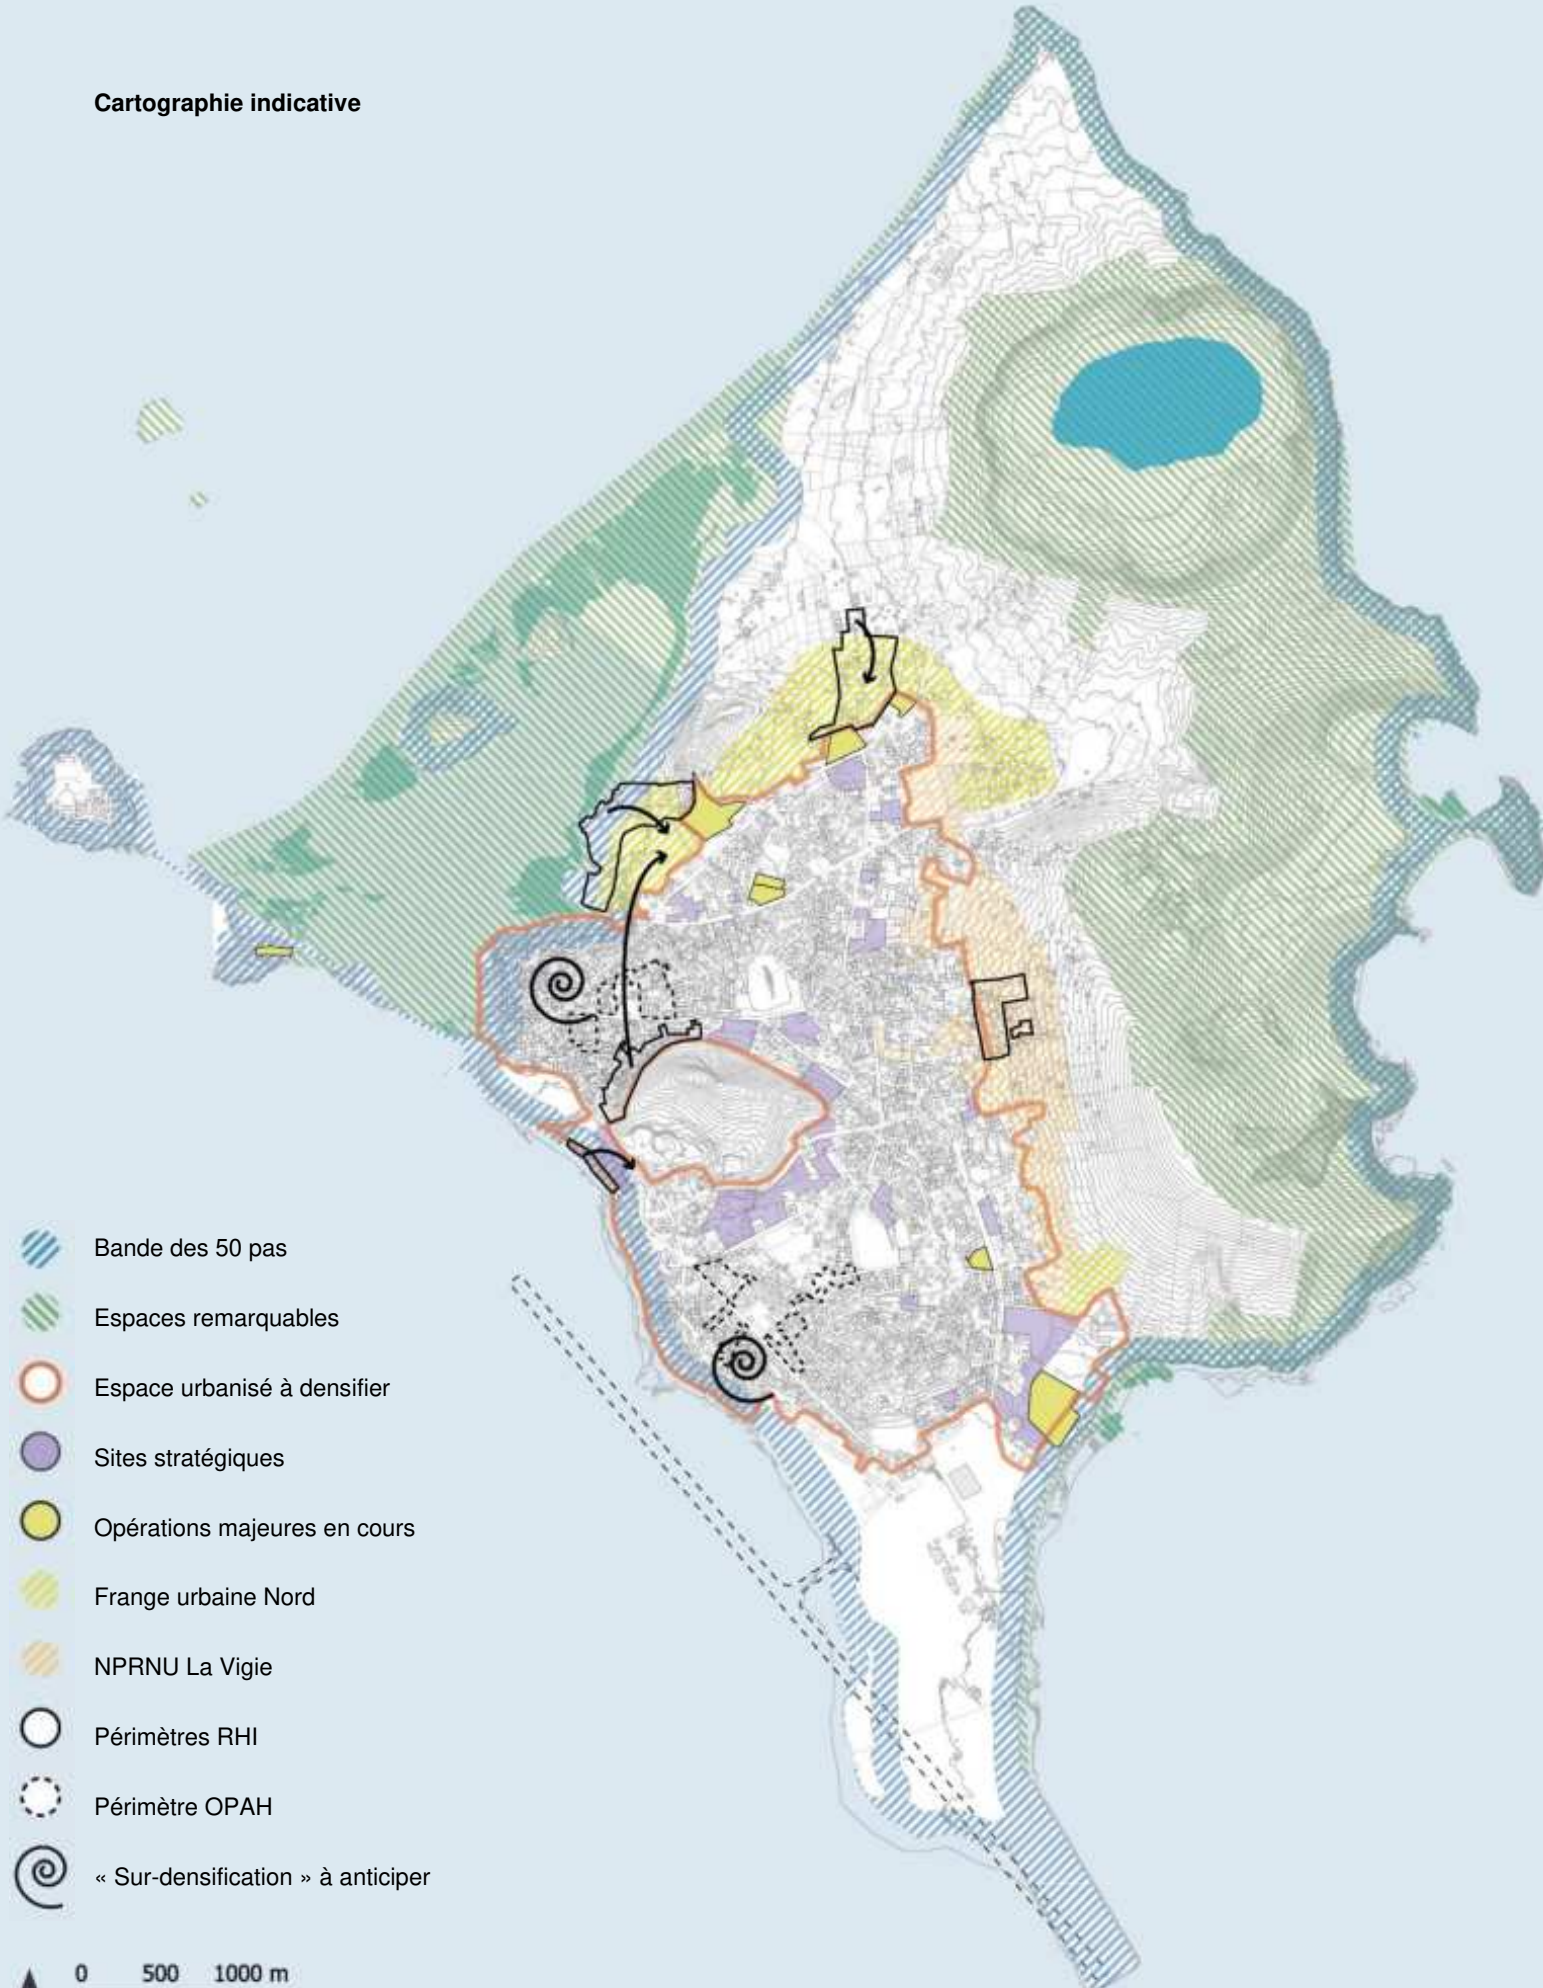 Cartographie indicative
Bande des 50 pas
Espaces remarquables
Espace urbanisé à densifier
Sites stratégiques
Opérations majeures en cours
Frange urbaine Nord
NPRNU La Vigie
Périmètres RHI
Périmètre OPAH
« Sur-densification » à anticiper
0 500 1000 m